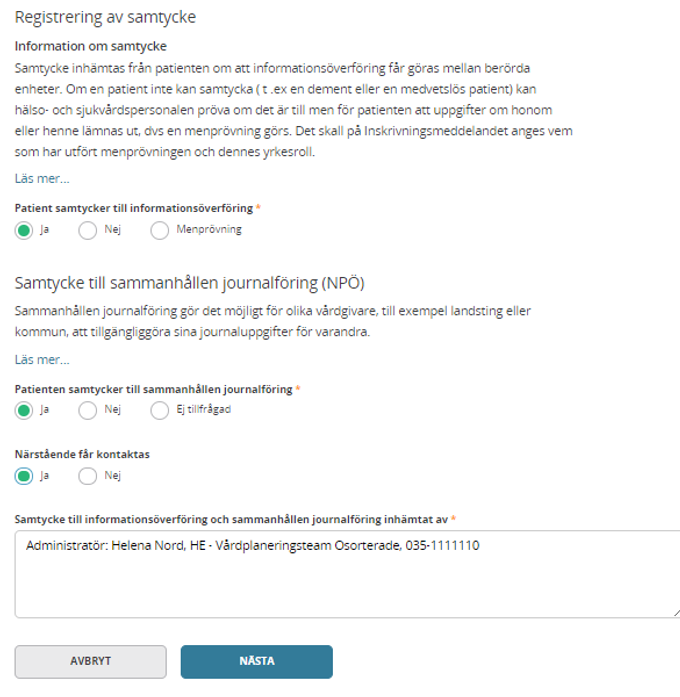 Registrering av samtycke
Information om samtycke
Samtycke inhämtas från patienten om att informationsöverföring får göras mellan berörda
enheter. Om en patient inte kan samtycka ( t .ex en dement eller en medvetslös patient) kan
hälso- och sjukvårdspersonalen pröva om det är till men för patienten att uppgifter om honom
eller henne lämnas ut, dvs en menprövning görs. Det skall på Inskrivningsmeddelandet anges vem
som har utfört menprövningen och dennes yrkesroll.
Läs mer...
Patient samtycker till informationsöverföring *
Ja Nej Menprövning
Samtycke till sammanhållen journalföring (NPÖ)
Sammanhållen journalföring gör det möjligt för olika vårdgivare, till exempel landsting eller
kommun, att tillgängliggöra sina journaluppgifter för varandra.
Läs mer...
Patienten samtycker till sammanhållen journalföring *
Ja Nej Ej tillfrågad
Närstående får kontaktas
Ja Nej
Samtycke till informationsöverföring och sammanhållen journalföring inhämtat av *
Administratör: Helena Nord, HE - Vårdplaneringsteam Osorterade, 035-1111110
AVBRYT NÄSTA